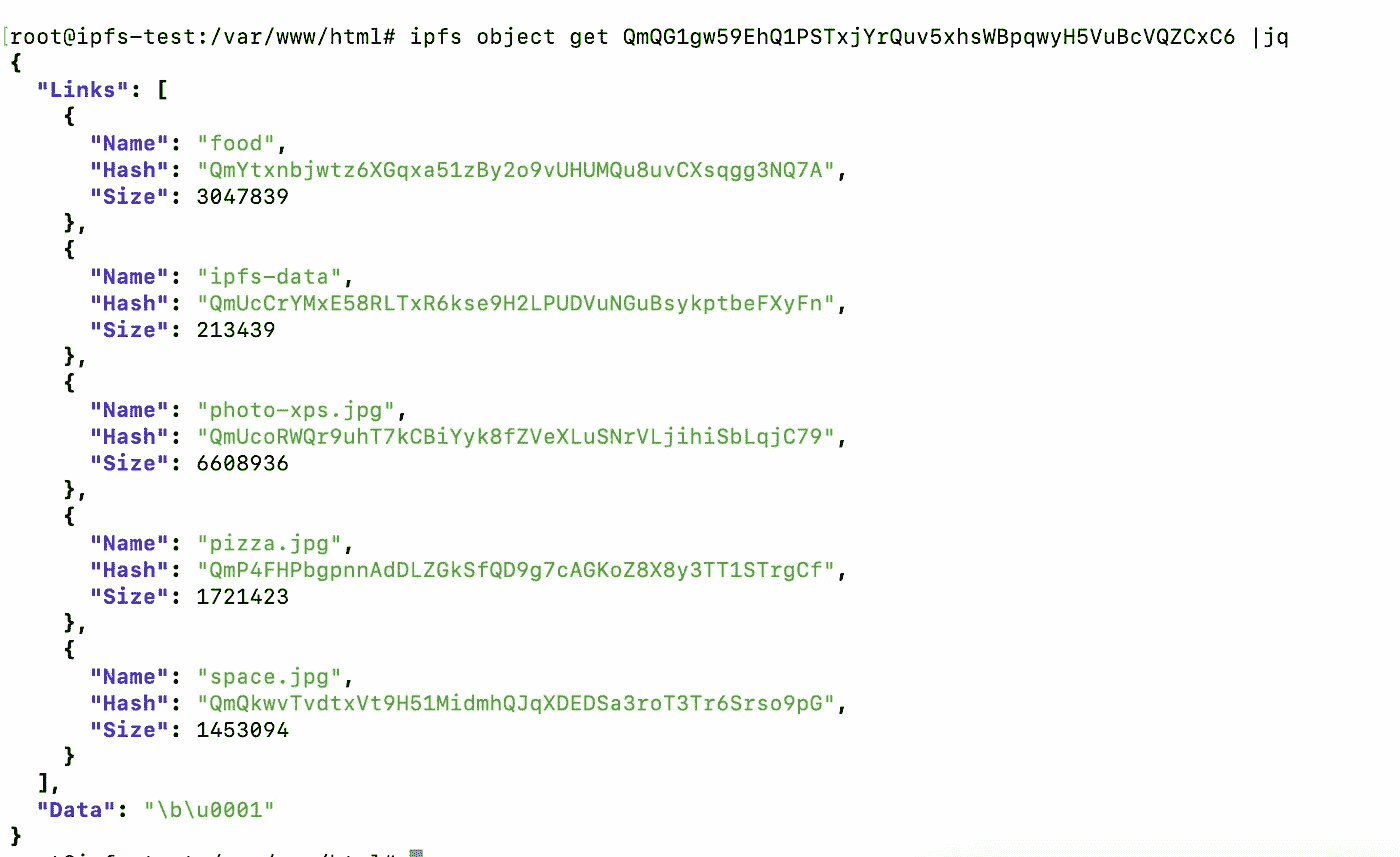 [root@ipfs-test:/var/www/html# ipfs object get QmQG1gw59EhQ1PSTxjYrQuv5xhsWBpqwyH5VuBcVQZCxC6 |jq
{
  "Links": [
    {
      "Name": "food",
      "Hash": "QmYtxnbjwtz6XGqxa51zBy2o9vUHUMQu8uvCXsqgg3NQ7A",
      "Size": 3047839
    },
    {
      "Name": "ipfs-data",
      "Hash": "QmUcCrYMxE58RLTxR6kse9H2LPUDVuNGuBsykptbeFXyFn",
      "Size": 213439
    },
    {
      "Name": "photo-xps.jpg",
      "Hash": "QmUcoRWQr9uhT7kCBiYyk8fZVeXLuSNrVLjihiSbLqjC79",
      "Size": 6608936
    },
    {
      "Name": "pizza.jpg",
      "Hash": "QmP4FHPbgpnnAdDLZGkSfQD9g7cAGKoZ8X8y3TT1STrgCf",
      "Size": 1721423
    },
    {
      "Name": "space.jpg",
      "Hash": "QmQkwvTvdtxVt9H51MidmhQJqXDEDSa3roT3Tr6Srso9pG",
      "Size": 1453094
    }
  ],
  "Data": "\b\u0001"
}